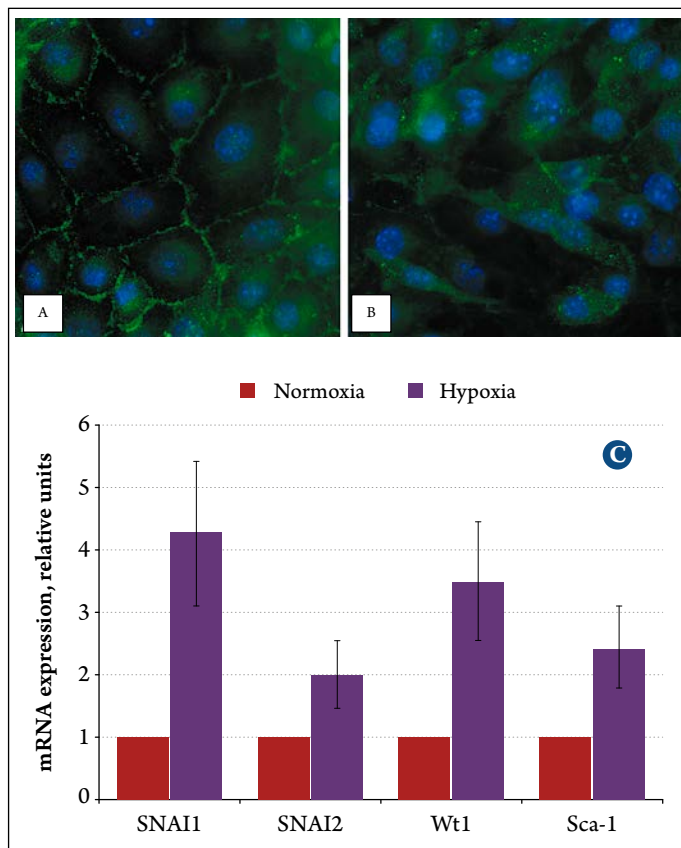 A
B
Normoxia Hypoxia
C
mRNA expression, relative units
6
5
4
3
2
1
0
SNAI1 SNAI2 Wt1 Sca-1